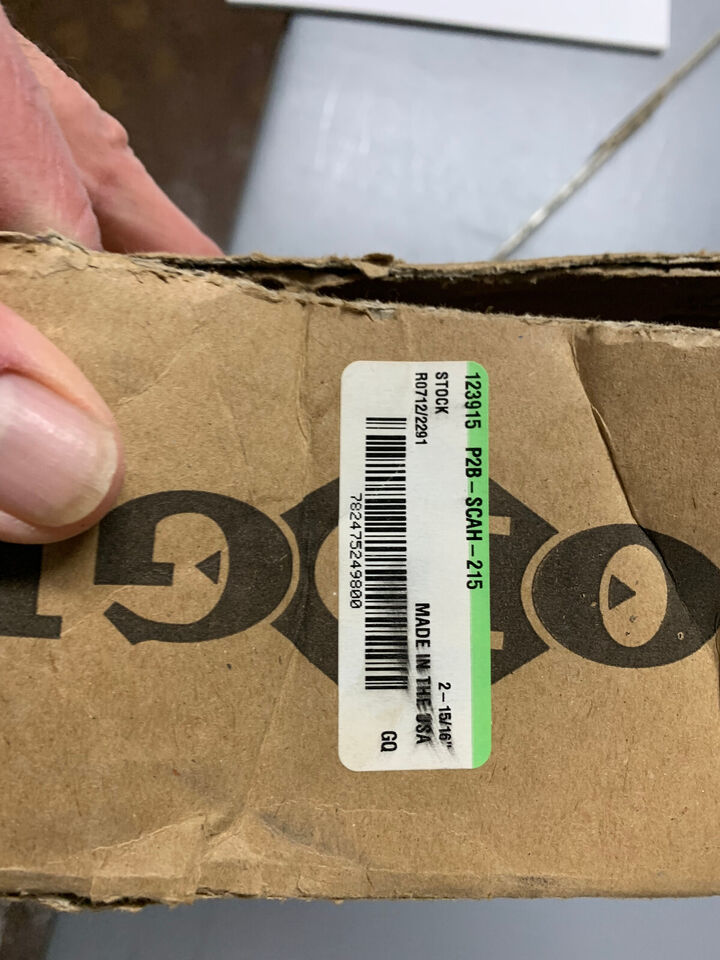 123915 P2B-SCAH-215
STOCK 2-15/16"
R0712/2291 MADE IN THE USA
782475249800
GQ